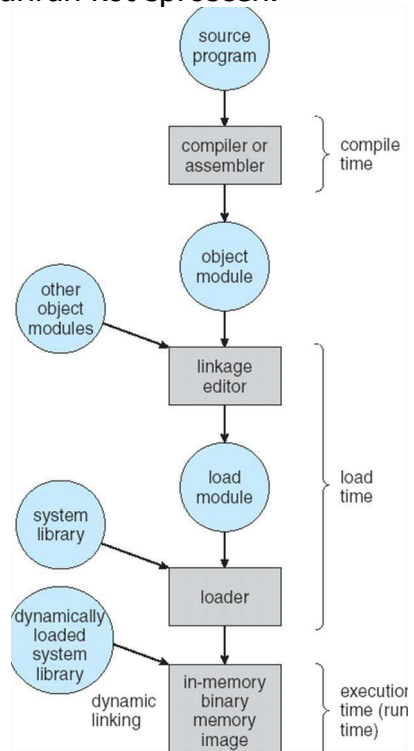 source
program
compiler or
assembler
compile
time
object
module
other
object
modules
linkage
editor
load
module
load
time
system
library
loader
dynamically
loaded
system
library
dynamic
linking
in-memory
binary
memory
image
execution
time (run
time)